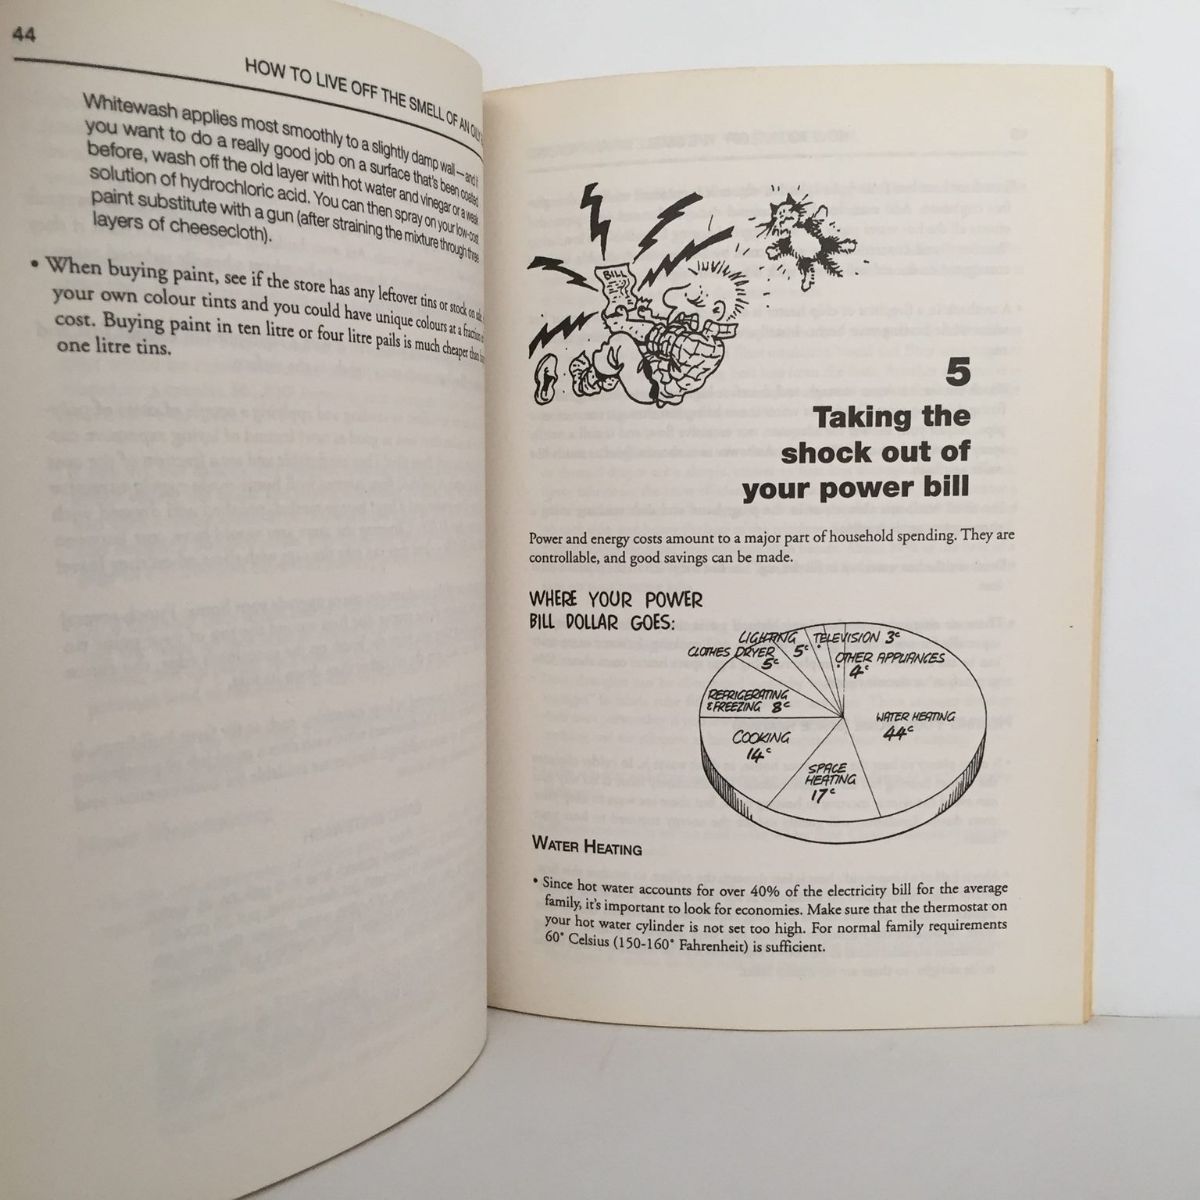 44
HOW TO LIVE OFF THE SMELL OF AN OILY
Whitewash applies most smoothly to a slightly damp wall — and if
you want to do a really good job on a surface that's been coated
before, wash off the old layer with hot water and vinegar or a weak
solution of hydrochloric acid. You can then spray on your low-cost
paint substitute with a gun (after straining the mixture through three
layers of cheesecloth).
• When buying paint, see if the store has any leftover tins or stock on
your own colour tints and you could have unique colours at a fraction
cost. Buying paint in ten litre or four litre pails is much cheaper than
one litre tins.
BILL
5
Taking the
shock out of
your power bill
Power and energy costs amount to a major part of household spending. They are
controllable, and good savings can be made.
WHERE YOUR POWER
BILL DOLLAR GOES:
LIGHTING 5c
TELEVISION 3c
CLOTHES DRYER 5c
OTHER APPLIANCES 4c
REFRIGERATING
& FREEZING 8c
WATER HEATING
44c
COOKING
14c
SPACE
HEATING
17c
WATER HEATING
• Since hot water accounts for over 40% of the electricity bill for the average
family, it's important to look for economies. Make sure that the thermostat on
your hot water cylinder is not set too high. For normal family requirements
60° Celsius (150-160° Fahrenheit) is sufficient.